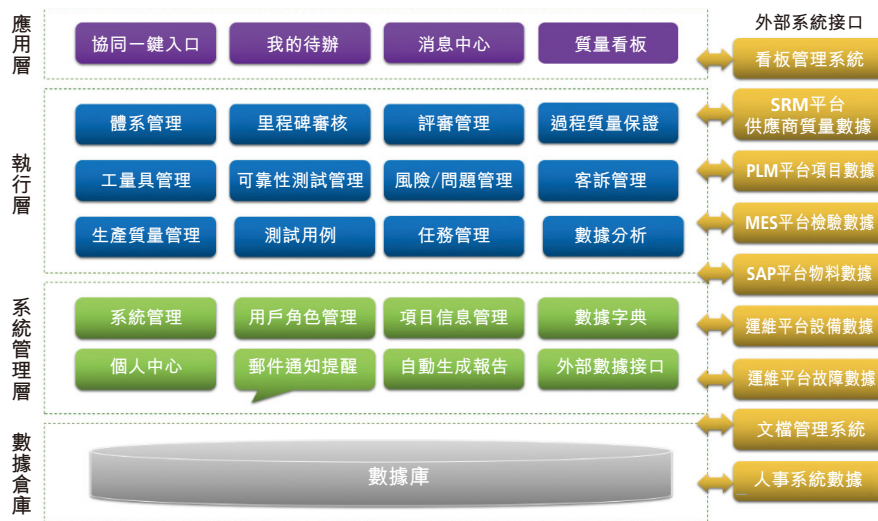 應用層
協同一鍵入口
我的待辦
消息中心
質量看板
執行層
體系管理
里程碑審核
評審管理
過程質量保證
工量具管理
可靠性測試管理
風險/問題管理
客訴管理
生產質量管理
測試用例
任務管理
數據分析
系統管理層
系統管理
用戶角色管理
項目信息管理
數據字典
個人中心
郵件通知提醒
自動生成報告
外部數據接口
數據倉庫
數據庫
外部系統接口
看板管理系統
SRM平台
供應商質量數據
PLM平台項目數據
MES平台檢驗數據
SAP平台物料數據
運維平台設備數據
運維平台故障數據
文檔管理系統
人事系統數據